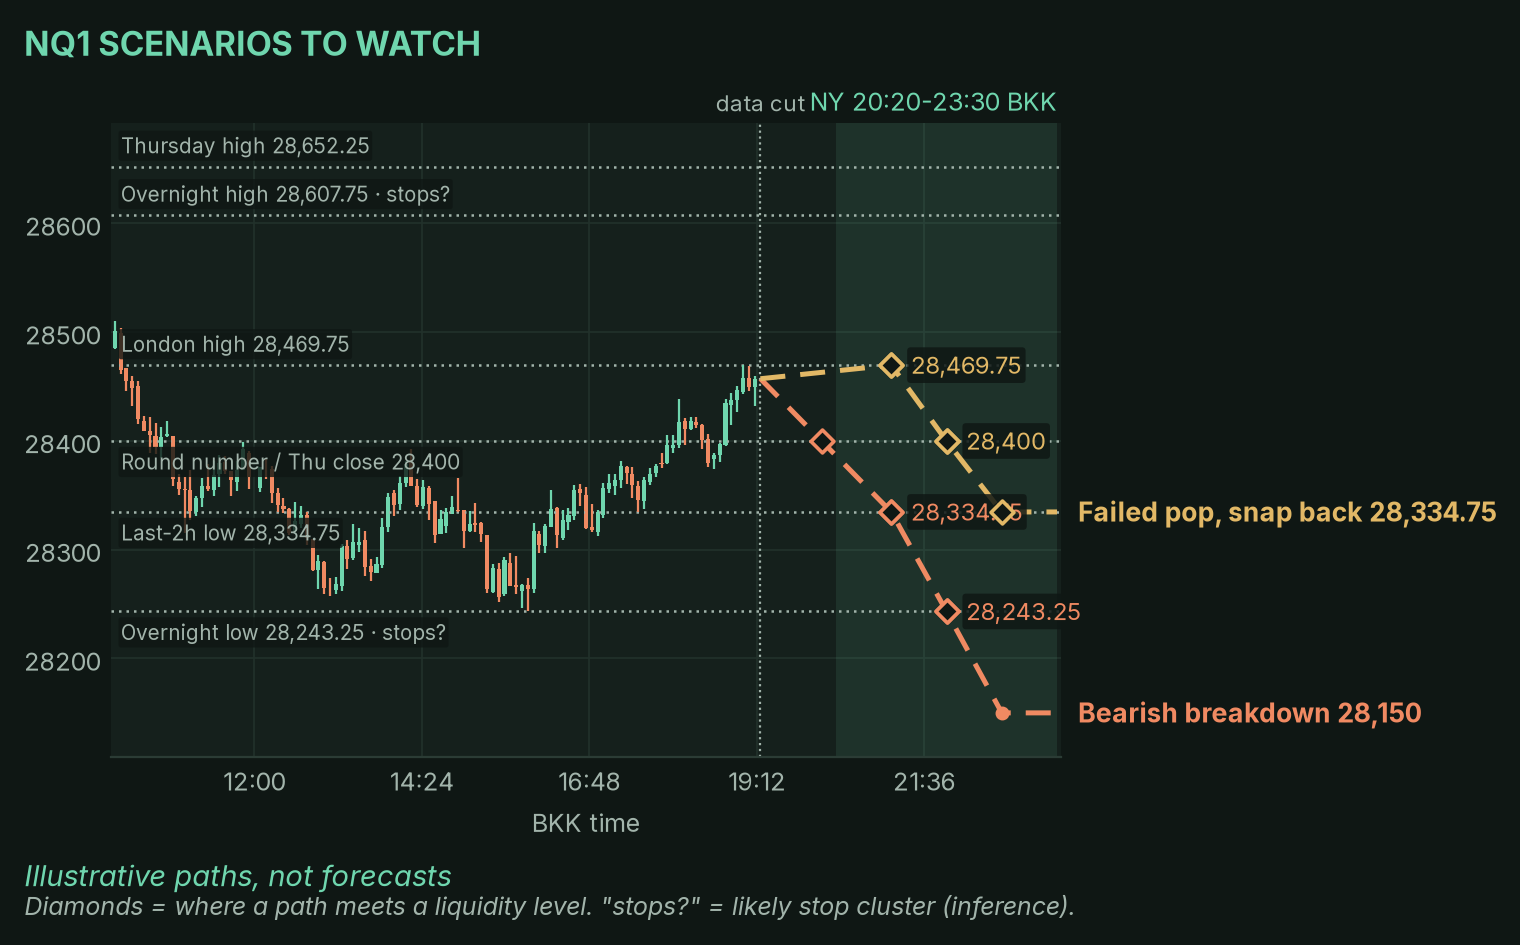 NQ1 SCENARIOS TO WATCH
data cut NY 20:20-23:30 BKK
Thursday high 28,652.25
Overnight high 28,607.75 · stops?
28600
28500
London high 28,469.75
28,469.75
28400
28,400
Round number / Thu close 28,400
28,334.75
Failed pop, snap back 28,334.75
Last-2h low 28,334.75
28300
28,243.25
Overnight low 28,243.25 · stops?
28200
Bearish breakdown 28,150
12:00 14:24 16:48 19:12 21:36
BKK time
Illustrative paths, not forecasts
Diamonds = where a path meets a liquidity level. "stops?" = likely stop cluster (inference).